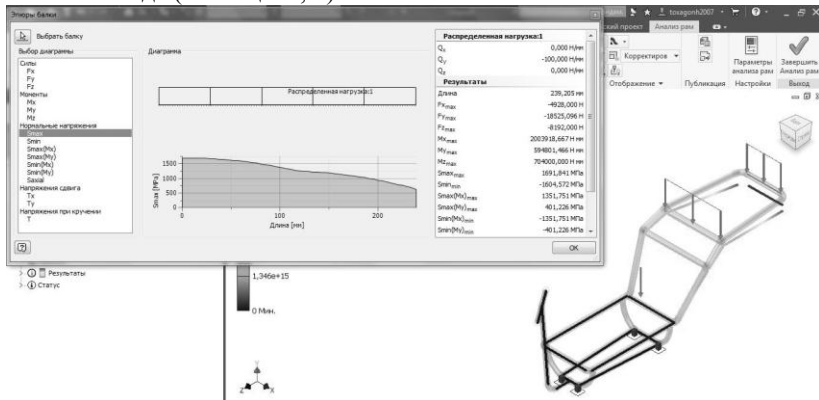 Эпюры балки
Выбрать балку
Выбор диаграммы
Силы
Fx
Fy
Fz
Моменты
Mx
My
Mz
Нормальные напряжения
Smax
Smin
Smax(Mx)
Smax(My)
Smin(Mx)
Smin(My)
Saxial
Напряжения сдвига
Tx
Ty
Напряжения при кручении
T
Диаграмма
Распределенная нагрузка:1
Smax [МПа]
1500
1000
500
0
0
100
200
Длина [мм]
Распределенная нагрузка:1
Qx 0,000 Н/мм
Qy -100,000 Н/мм
Qz 0,000 Н/мм
Результаты
Длина 239,205 мм
Fxmax -4928,000 Н
Fymax -18525,096 Н
Fzmax -8192,000 Н
Mxmax 2003918,667 Н мм
Mymax 594801,466 Н мм
Mzmax 704000,000 Н мм
Smaxmax 1691,841 МПа
Sminmin -1604,572 МПа
Smax(Mx)max 1351,751 МПа
Smax(My)max 401,226 МПа
Smin(Mx)min -1351,751 МПа
Smin(My)min -401,226 МПа
OK
toxagonh2007
ский проект
Анализ рам
Корректиров
Отображение
Публикация
Параметры
анализа рам
Настройки
Завершить
Анализ рам
Выход
Результаты
Статус
1,346e+15
0 Мин.
Y
Z
X